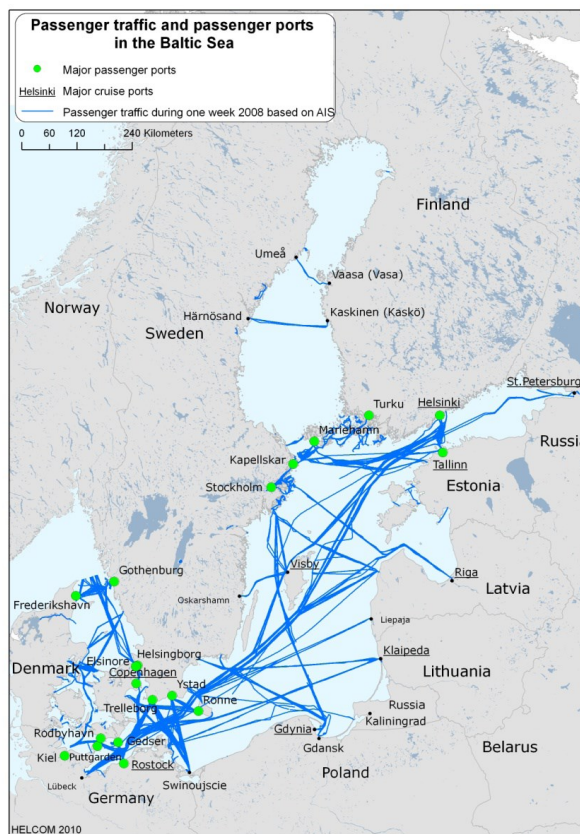 Passenger traffic and passenger ports
in the Baltic Sea
Major passenger ports
Helsinki Major cruise ports
Passenger traffic during one week 2008 based on AIS
0 60 120 240 Kilometers
Finland
Umeå
Vaasa (Vasa)
Norway
Härnösand
Kaskinen (Kaskö)
Sweden
St.Petersburg
Turku
Helsinki
Mariehamn
Russia
Kapellskar
Tallinn
Stockholm
Estonia
Visby
Gothenburg
Riga
Oskarshamn
Latvia
Frederikshavn
Liepaja
Helsingborg
Denmark
Elsinore
Klaipeda
Copenhagen
Lithuania
Ystad
Trelleborg
Ronne
Russia
Kaliningrad
Rodbyhavn
Gdynia
Gedser
Gdansk
Belarus
Kiel
Puttgarden
Rostock
Poland
Swinoujscie
Lübeck
Germany
HELCOM 2010